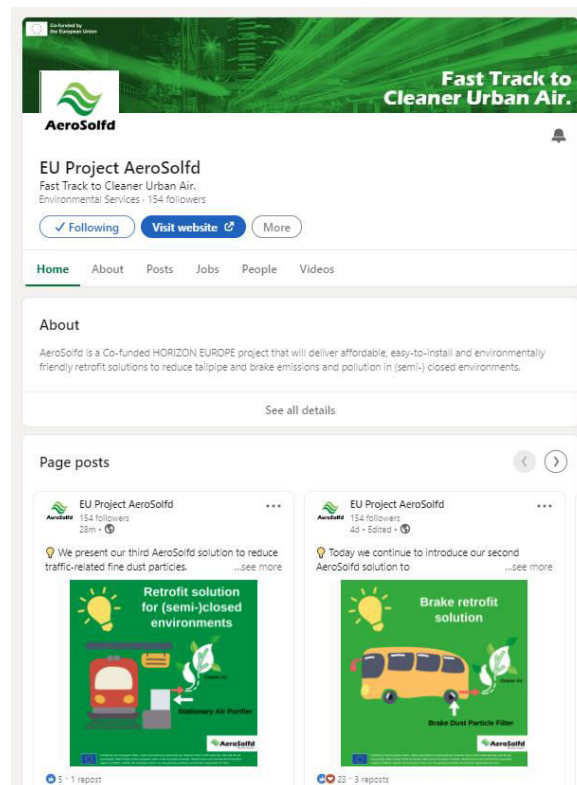 Co-funded by
the European Union
Fast Track to
Cleaner Urban Air.
AeroSolfd
EU Project AeroSolfd
Fast Track to Cleaner Urban Air.
Environmental Services · 154 followers
Following
Visit website
More
Home About Posts Jobs People Videos
About
AeroSolfd is a Co-funded HORIZON EUROPE project that will deliver affordable, easy-to-install and environmentally
friendly retrofit solutions to reduce tailpipe and brake emissions and pollution in (semi-) closed environments.
See all details
Page posts
EU Project AeroSolfd
154 followers
28m •
We present our third AeroSolfd solution to reduce
traffic-related fine dust particles. ...see more
Retrofit solution
for (semi-)closed
environments
Cleaner Air
Stationary Air Purifier
AeroSolfd
5 · 1 repost
EU Project AeroSolfd
154 followers
4d • Edited •
Today we continue to introduce our second
AeroSolfd solution to ...see more
Brake retrofit
solution
Cleaner Air
Brake Dust Particle Filter
AeroSolfd
23 · 3 reposts